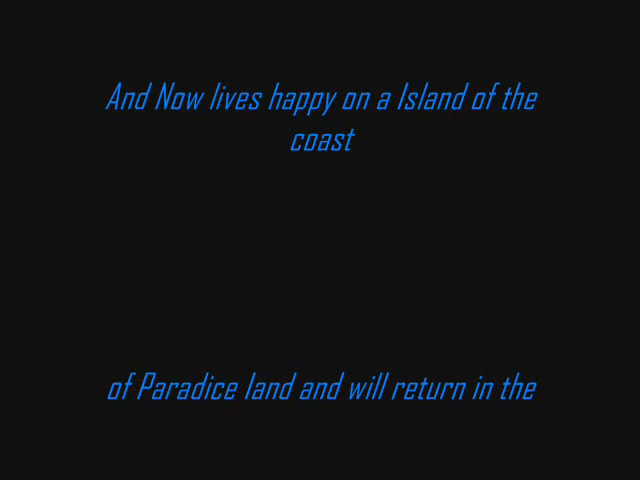 And Now lives happy on a Island of the
coast
of Paradice land and will return in the